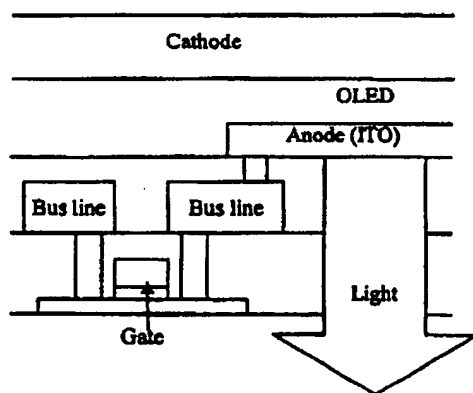 Cathode
OLED
Anode (ITO)
Bus line
Bus line
Light
Gate